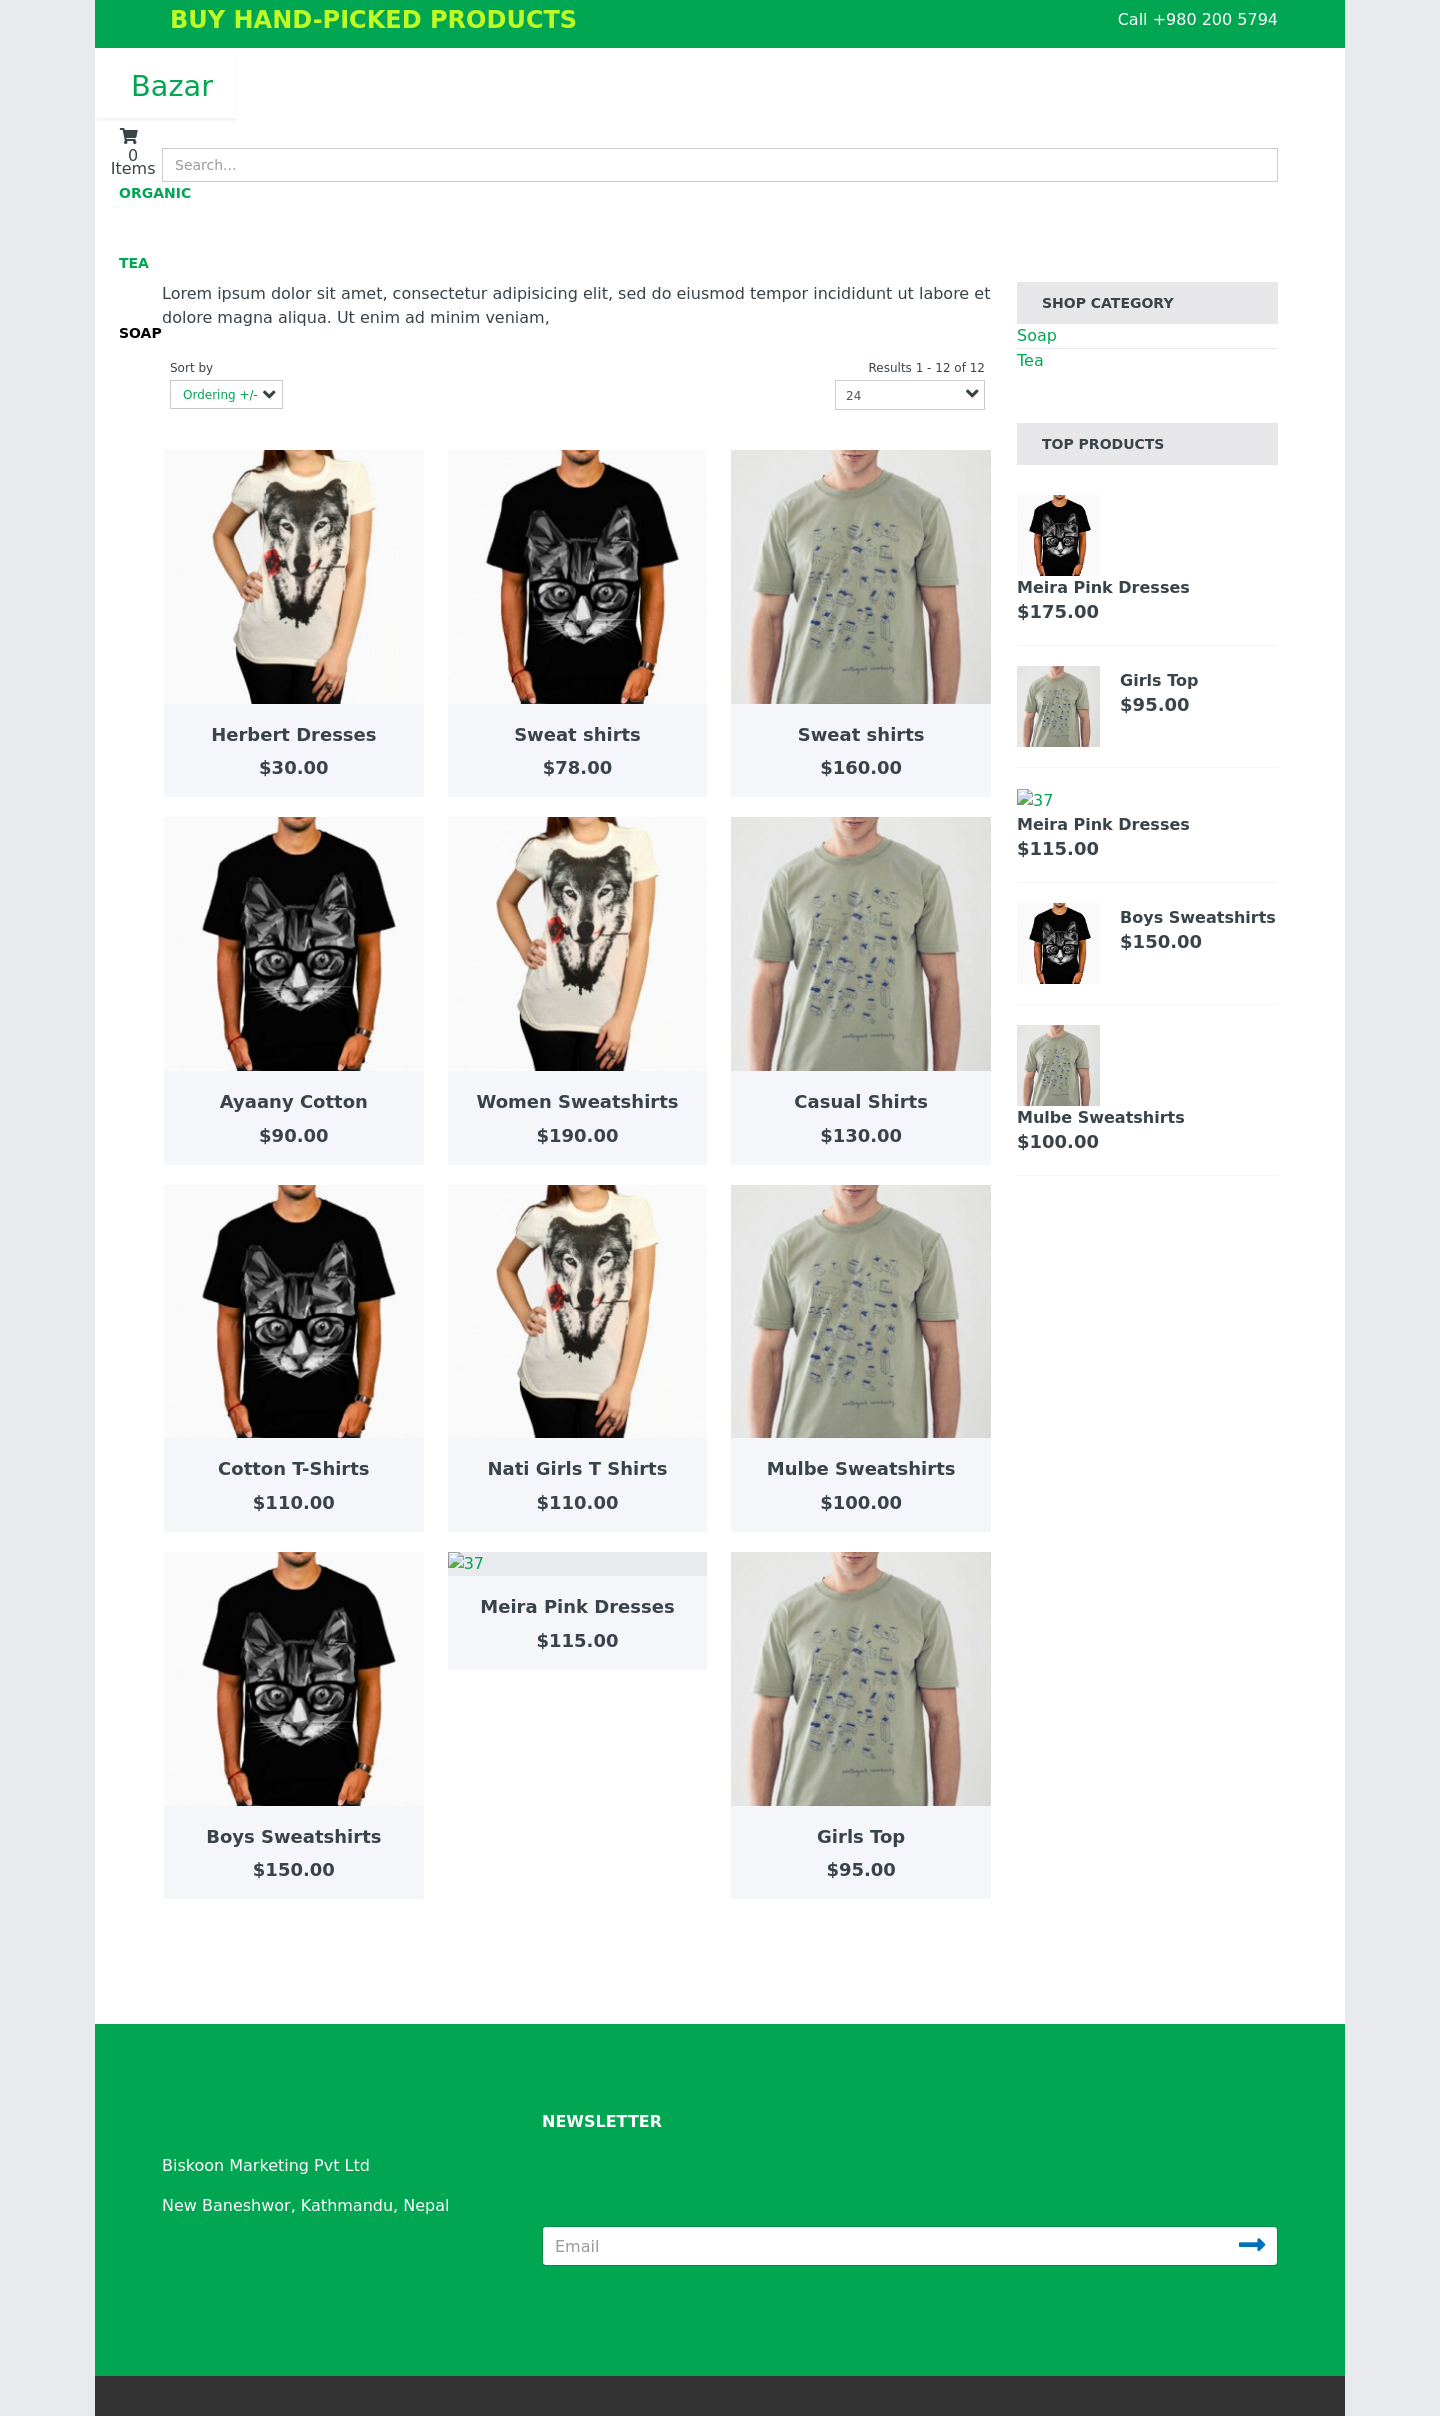 BUY HAND-PICKED PRODUCTS
Call +980 200 5794
Bazar
0
Items
Search...
ORGANIC
TEA
SOAP
Lorem ipsum dolor sit amet, consectetur adipisicing elit, sed do eiusmod tempor incididunt ut labore et
dolore magna aliqua. Ut enim ad minim veniam,
Sort by
Ordering +/-
Results 1 - 12 of 12
24
Herbert Dresses
$30.00
Sweat shirts
$78.00
Sweat shirts
$160.00
Ayaany Cotton
$90.00
Women Sweatshirts
$190.00
Casual Shirts
$130.00
Cotton T-Shirts
$110.00
Nati Girls T Shirts
$110.00
Mulbe Sweatshirts
$100.00
Boys Sweatshirts
$150.00
37
Meira Pink Dresses
$115.00
Girls Top
$95.00
SHOP CATEGORY
Soap
Tea
TOP PRODUCTS
Meira Pink Dresses
$175.00
Girls Top
$95.00
37
Meira Pink Dresses
$115.00
Boys Sweatshirts
$150.00
Mulbe Sweatshirts
$100.00
Biskoon Marketing Pvt Ltd
New Baneshwor, Kathmandu, Nepal
NEWSLETTER
Email